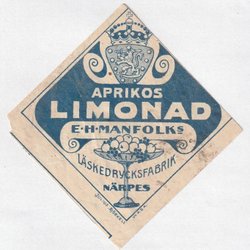 APRIKOS
LIMONAD
E·H·MANFOLKS
LÄSKEDRYCKSFABRIK
NÄRPES